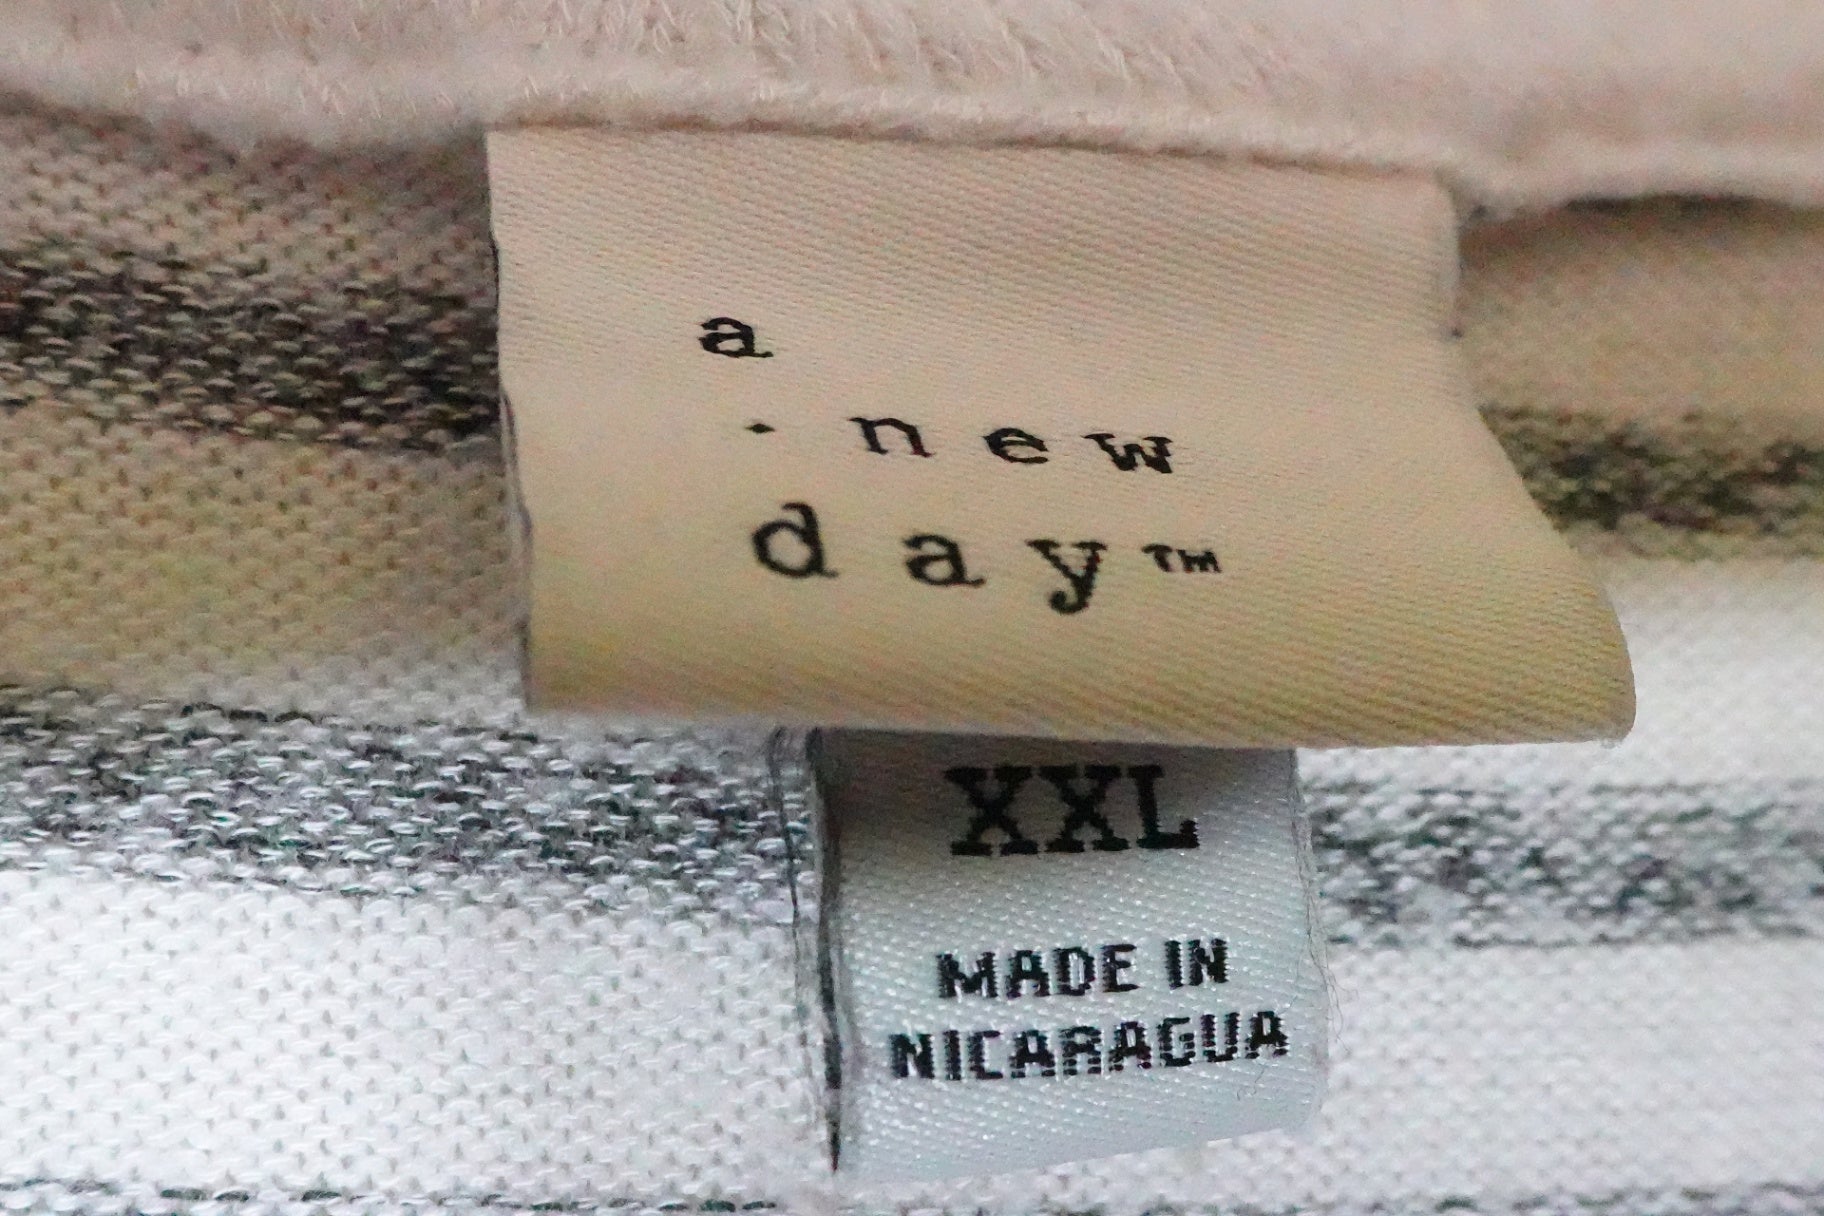 a
· new
day™
XXL
MADE IN
NICARAGUA